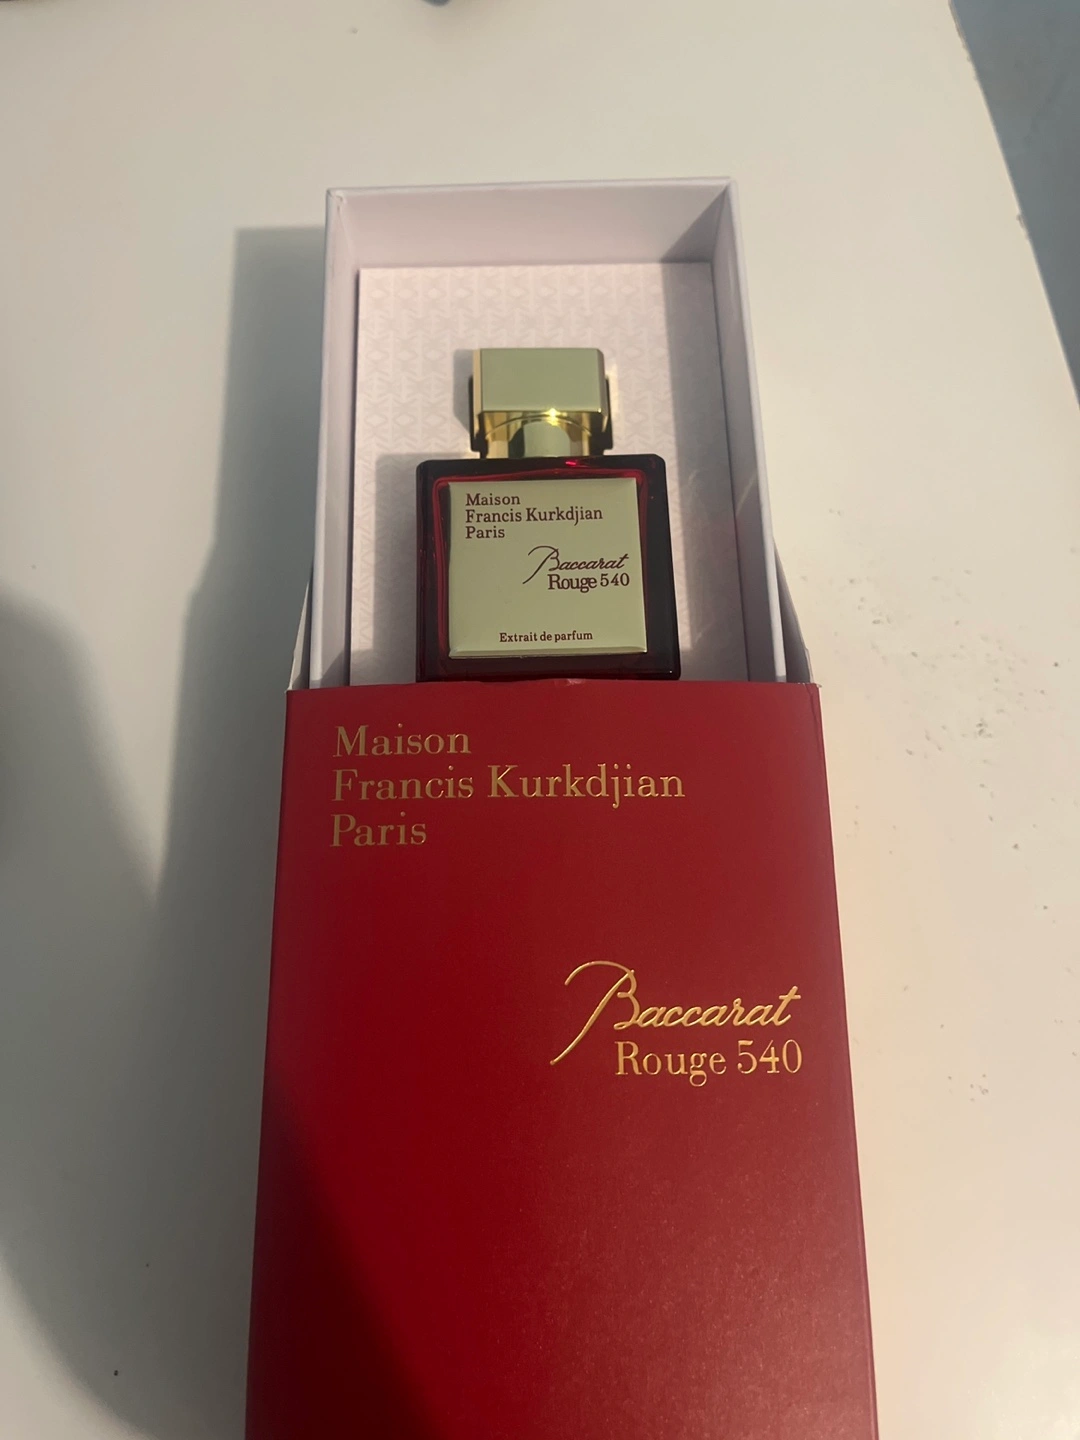 Maison
Francis Kurkdjian
Paris
Baccarat
Rouge 540
Extrait de parfum
Maison
Francis Kurkdjian
Paris
Baccarat
Rouge 540